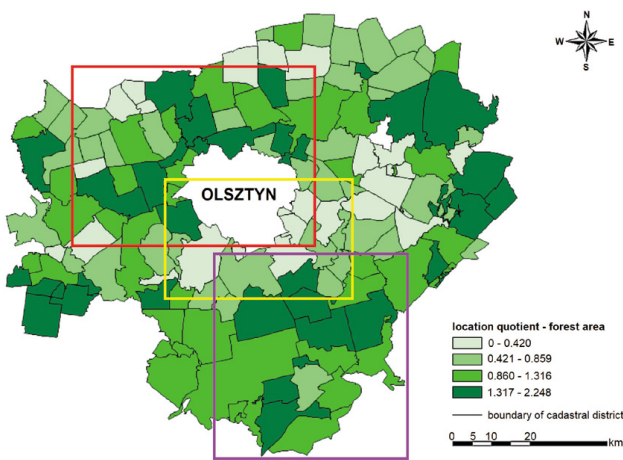 N
W E
S
OLSZTYN
location quotient - forest area
0 - 0.420
0.421 - 0.859
0.860 - 1.316
1.317 - 2.248
boundary of cadastral district
0 5 10 20
km